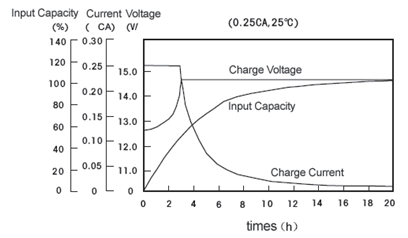 Input Capacity Current Voltage
(%) ( CA) (V/
(0.25CA,25℃)
140 0.30
120 0.25 15.0
100 0.20 14.0
80
60 0.15 13.0
40 0.10 12.0
20 0.05 11.0
0 0 0
Charge Voltage
Input Capacity
Charge Current
0 2 4 6 8 10 12 14 16 18 20
times (h)